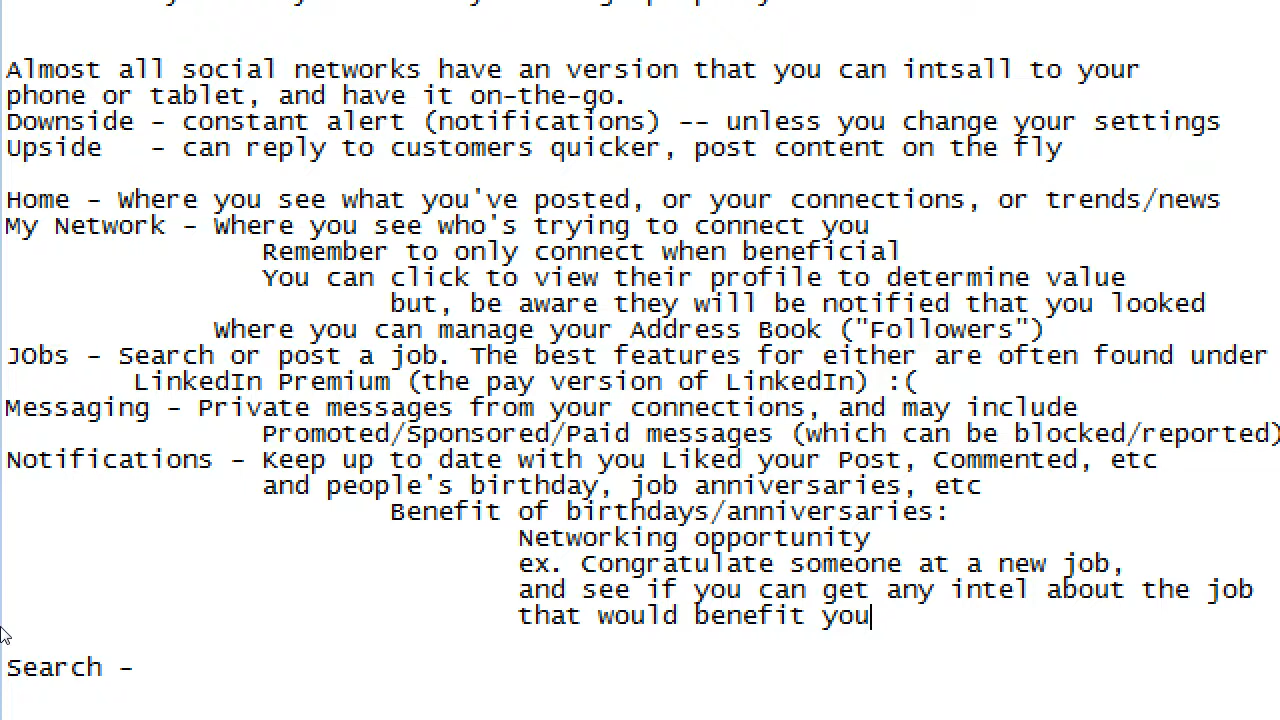 Almost all social networks have an version that you can intsall to your
phone or tablet, and have it on-the-go.
Downside - constant alert (notifications) -- unless you change your settings
Upside   - can reply to customers quicker, post content on the fly
Home - Where you see what you've posted, or your connections, or trends/news
My Network - Where you see who's trying to connect you
Remember to only connect when beneficial
You can click to view their profile to determine value
but, be aware they will be notified that you looked
Where you can manage your Address Book ("Followers")
JObs - Search or post a job. The best features for either are often found under
LinkedIn Premium (the pay version of LinkedIn) :(
Messaging - Private messages from your connections, and may include
Promoted/Sponsored/Paid messages (which can be blocked/reported)
Notifications - Keep up to date with you Liked your Post, Commented, etc
and people's birthday, job anniversaries, etc
Benefit of birthdays/anniversaries:
Networking opportunity
ex. Congratulate someone at a new job,
and see if you can get any intel about the job
that would benefit you
Search -